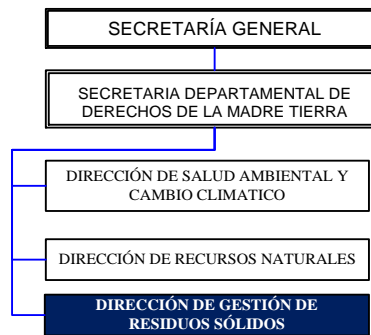 SECRETARÍA GENERAL
SECRETARIA DEPARTAMENTAL DE
DERECHOS DE LA MADRE TIERRA
DIRECCIÓN DE SALUD AMBIENTAL Y
CAMBIO CLIMATICO
DIRECCIÓN DE RECURSOS NATURALES
DIRECCIÓN DE GESTIÓN DE
RESIDUOS SÓLIDOS